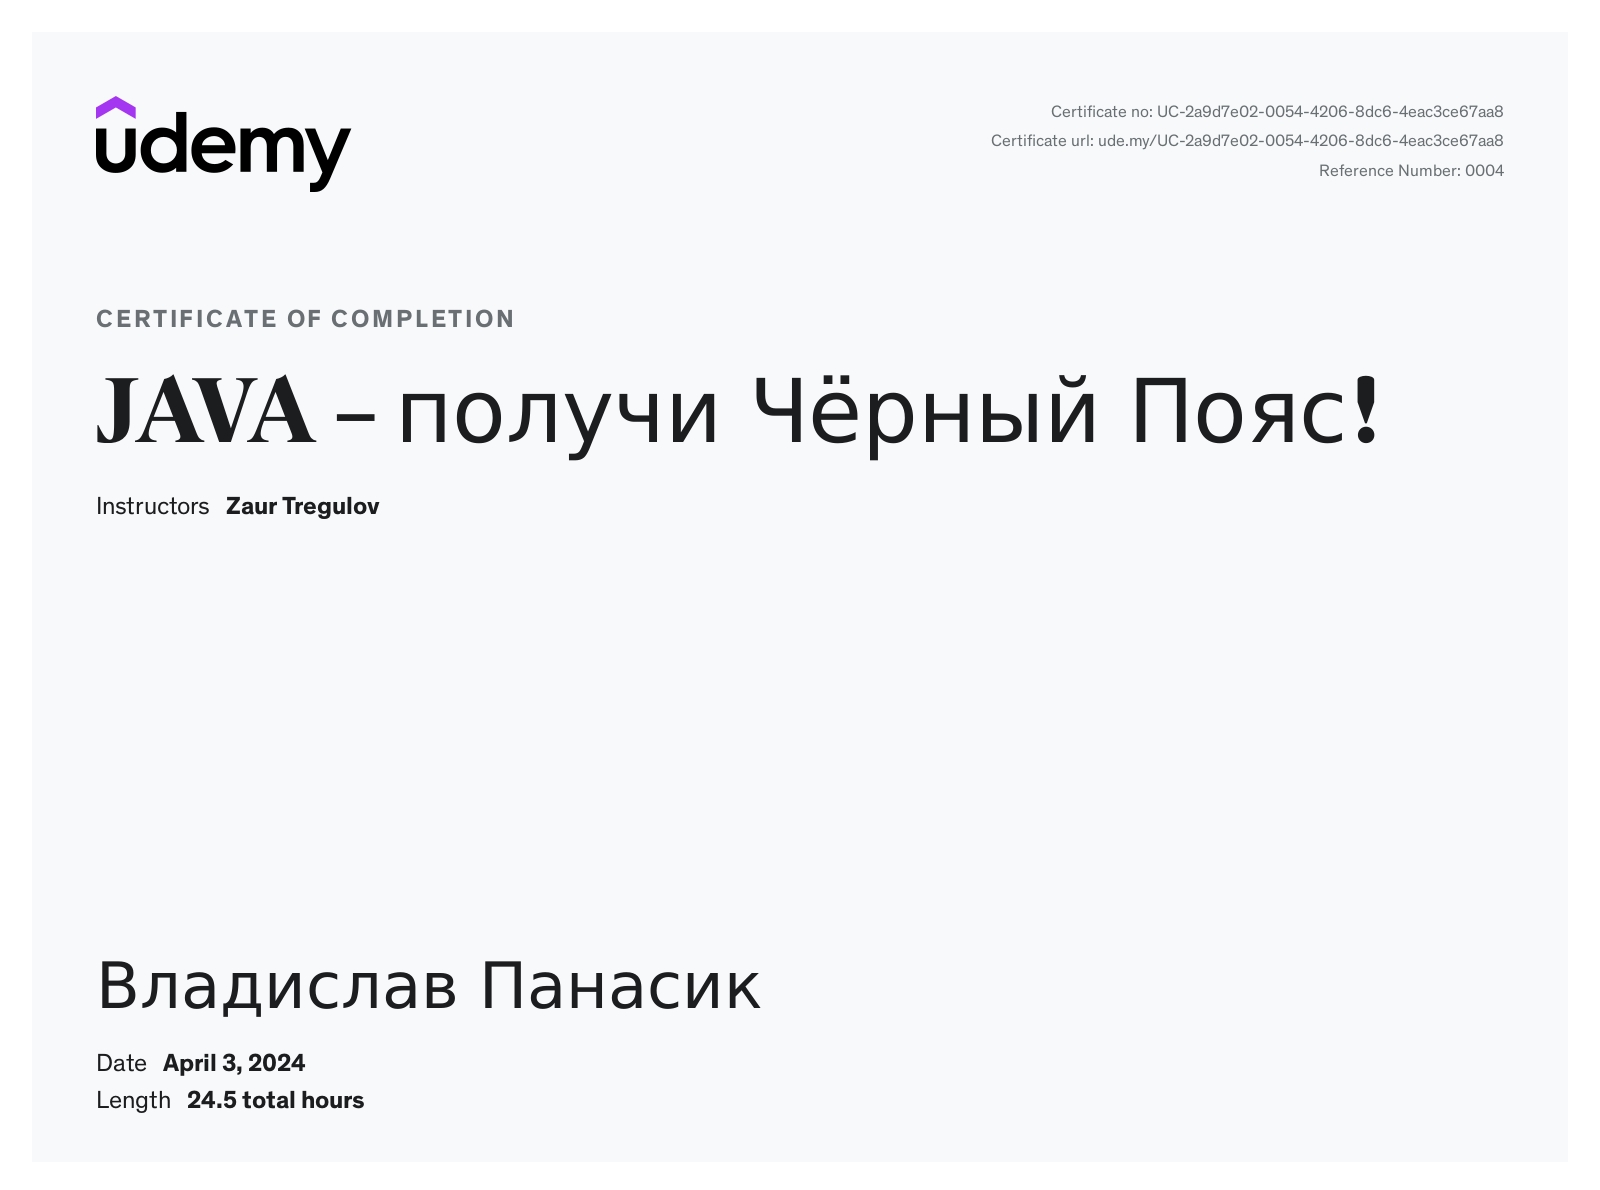 udemy
Certificate no: UC-2a9d7e02-0054-4206-8dc6-4eac3ce67aa8
Certificate url: ude.my/UC-2a9d7e02-0054-4206-8dc6-4eac3ce67aa8
Reference Number: 0004
CERTIFICATE OF COMPLETION
JAVA – получи Чёрный Пояс!
Instructors Zaur Tregulov
Владислав Панасик
Date April 3, 2024
Length 24.5 total hours